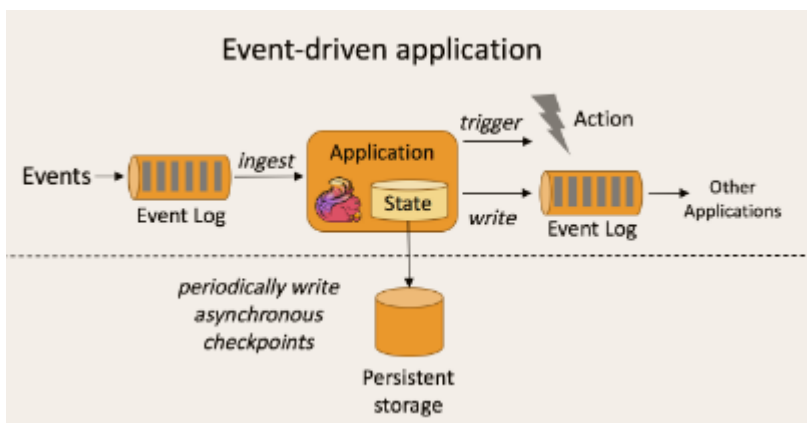 Event-driven application
trigger
Action
Application
ingest
Events
State
Event Log
write
Event Log
Other
Applications
periodically write
asynchronous
checkpoints
Persistent
storage